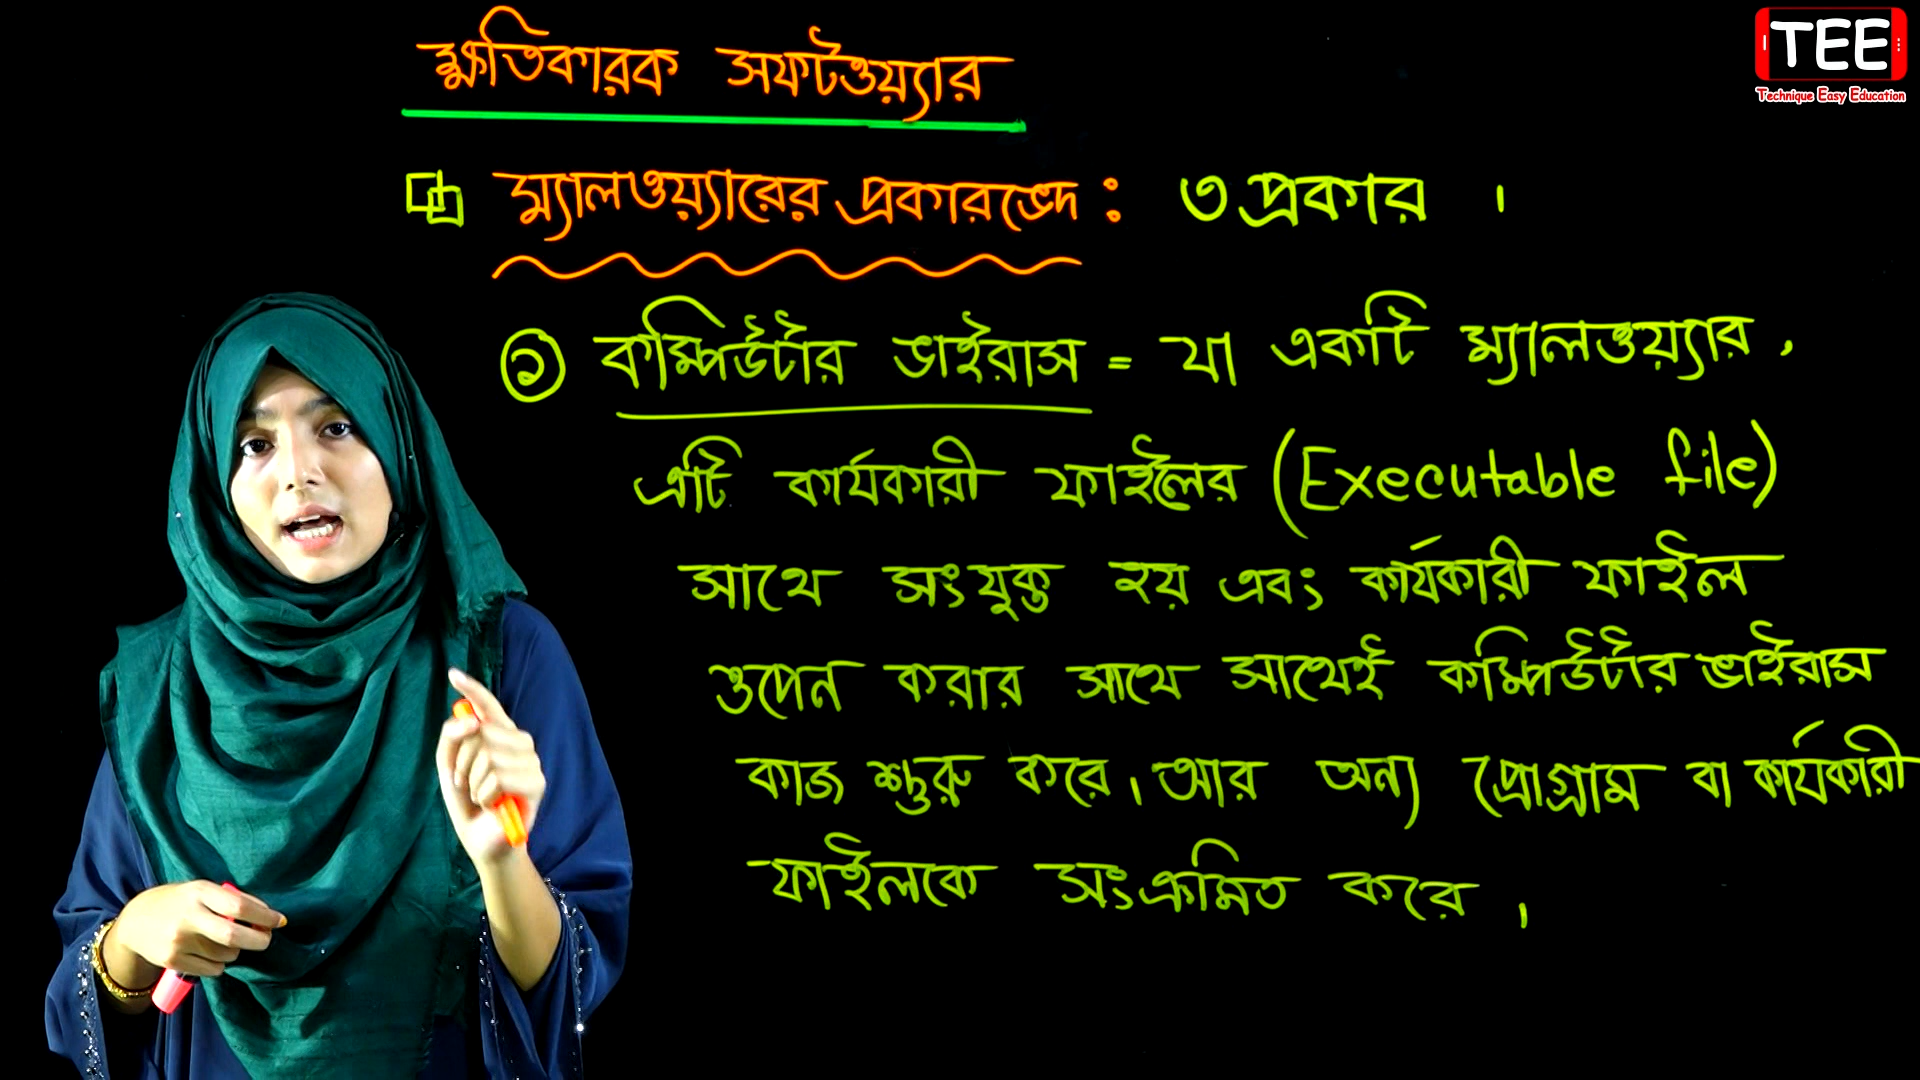 TEE
Technique Easy Education
ক্ষতিকারক সফটওয়্যার
ম্যালওয়্যারের প্রকারভেদ : ৩ প্রকার ।
১ কম্পিউটার ভাইরাস = যা একটি ম্যালওয়্যার ,
এটি কার্যকারী ফাইলের (Executable file)
সাথে সংযুক্ত হয় এবং কার্যকারী ফাইল
ওপেন করার সাথে সাথেই কম্পিউটার ভাইরাস
কাজ শুরু করে। আর অন্য প্রোগ্রাম বা কার্যকারী
ফাইলকে সংক্রমিত করে ।